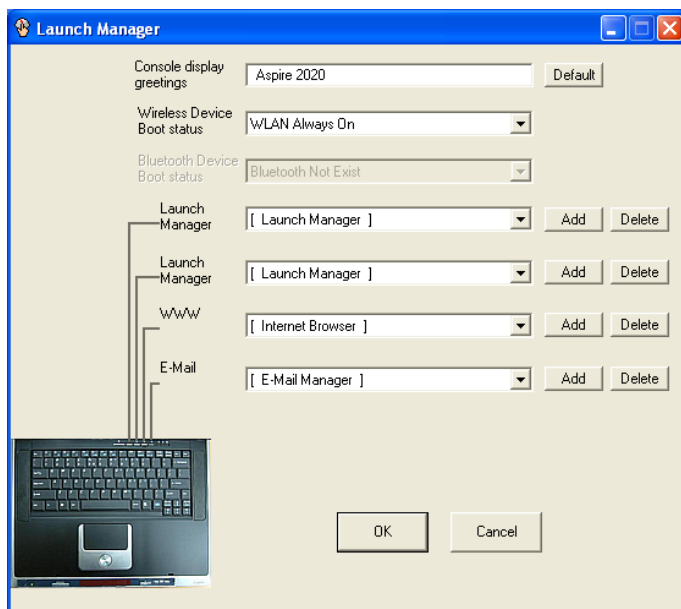 Launch Manager
Console display
greetings
Aspire 2020
Default
Wireless Device
Boot status
WLAN Always On
Bluetooth Device
Boot status
Bluetooth Not Exist
Launch
Manager
[ Launch Manager ]
Add
Delete
Launch
Manager
[ Launch Manager ]
Add
Delete
WWW
[ Internet Browser ]
Add
Delete
E-Mail
[ E-Mail Manager ]
Add
Delete
OK
Cancel